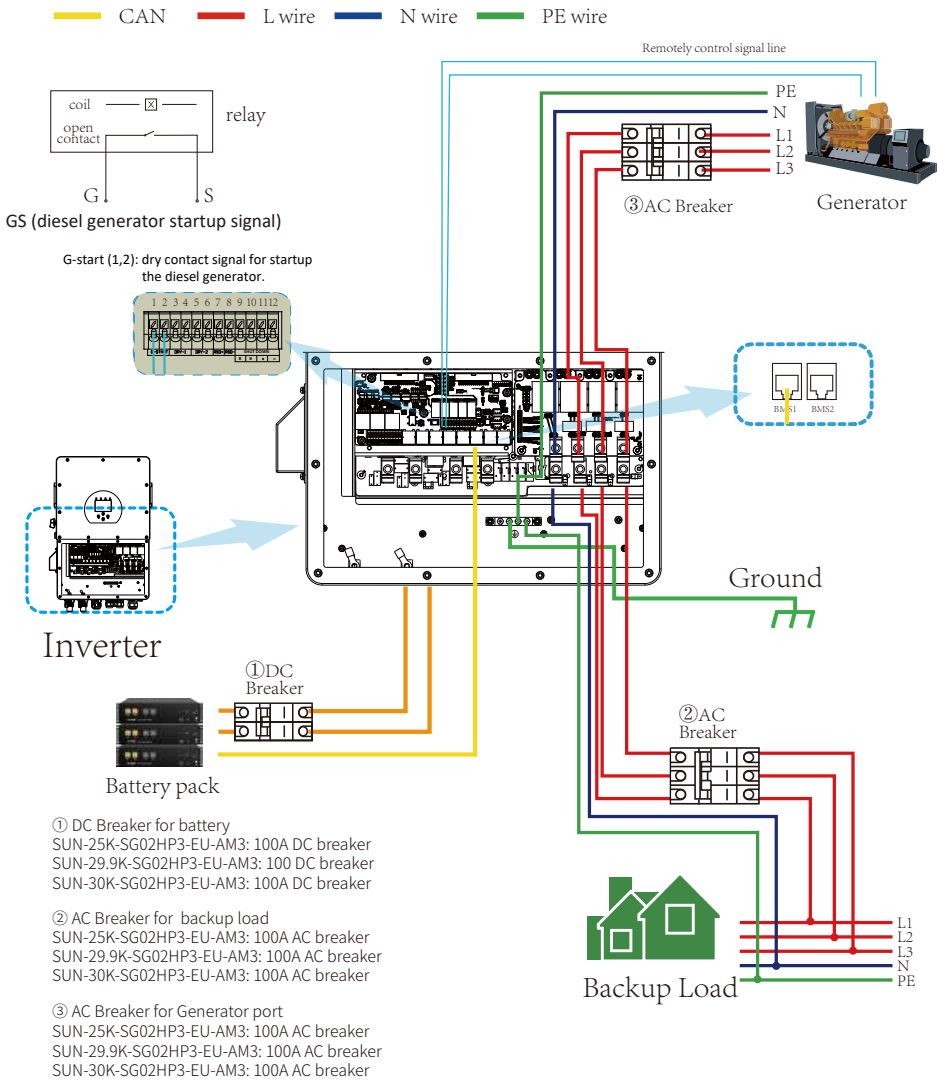 CAN L wire N wire PE wire
Remotely control signal line
coil
open
contact
relay
G S
GS (diesel generator startup signal)
PE
N
L1
L2
L3
③AC Breaker
Generator
G-start (1,2): dry contact signal for startup
the diesel generator.
1 2 3 4 5 6 7 8 9 10 11 12
BMS1 BMS2
Ground
Inverter
①DC
Breaker
②AC
Breaker
Battery pack
① DC Breaker for battery
SUN-25K-SG02HP3-EU-AM3: 100A DC breaker
SUN-29.9K-SG02HP3-EU-AM3: 100 DC breaker
SUN-30K-SG02HP3-EU-AM3: 100A DC breaker
② AC Breaker for backup load
SUN-25K-SG02HP3-EU-AM3: 100A AC breaker
SUN-29.9K-SG02HP3-EU-AM3: 100A AC breaker
SUN-30K-SG02HP3-EU-AM3: 100A AC breaker
③ AC Breaker for Generator port
SUN-25K-SG02HP3-EU-AM3: 100A AC breaker
SUN-29.9K-SG02HP3-EU-AM3: 100A AC breaker
SUN-30K-SG02HP3-EU-AM3: 100A AC breaker
Backup Load
L1
L2
L3
N
PE